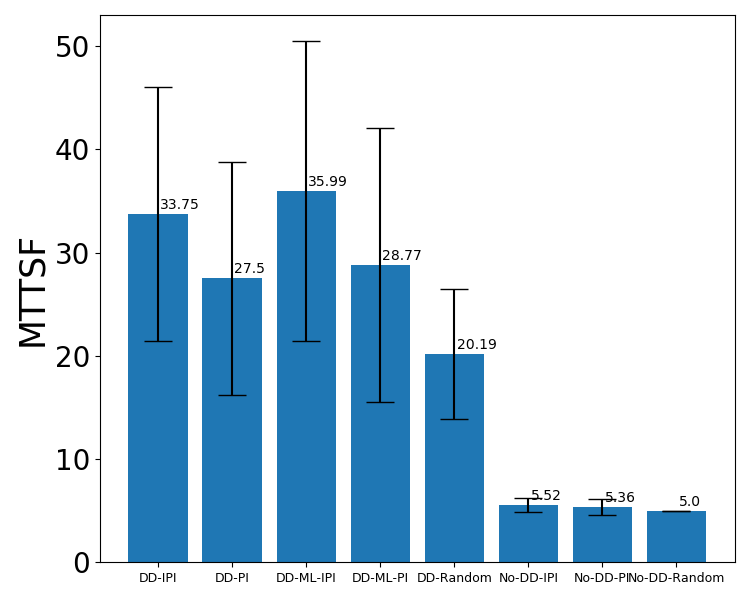 MTTSF
50
40
30
20
10
0
33.75
27.5
35.99
28.77
20.19
5.52
5.36
5.0
DD-IPI
DD-PI
DD-ML-IPI
DD-ML-PI
DD-Random
No-DD-IPI
No-DD-PI
No-DD-Random